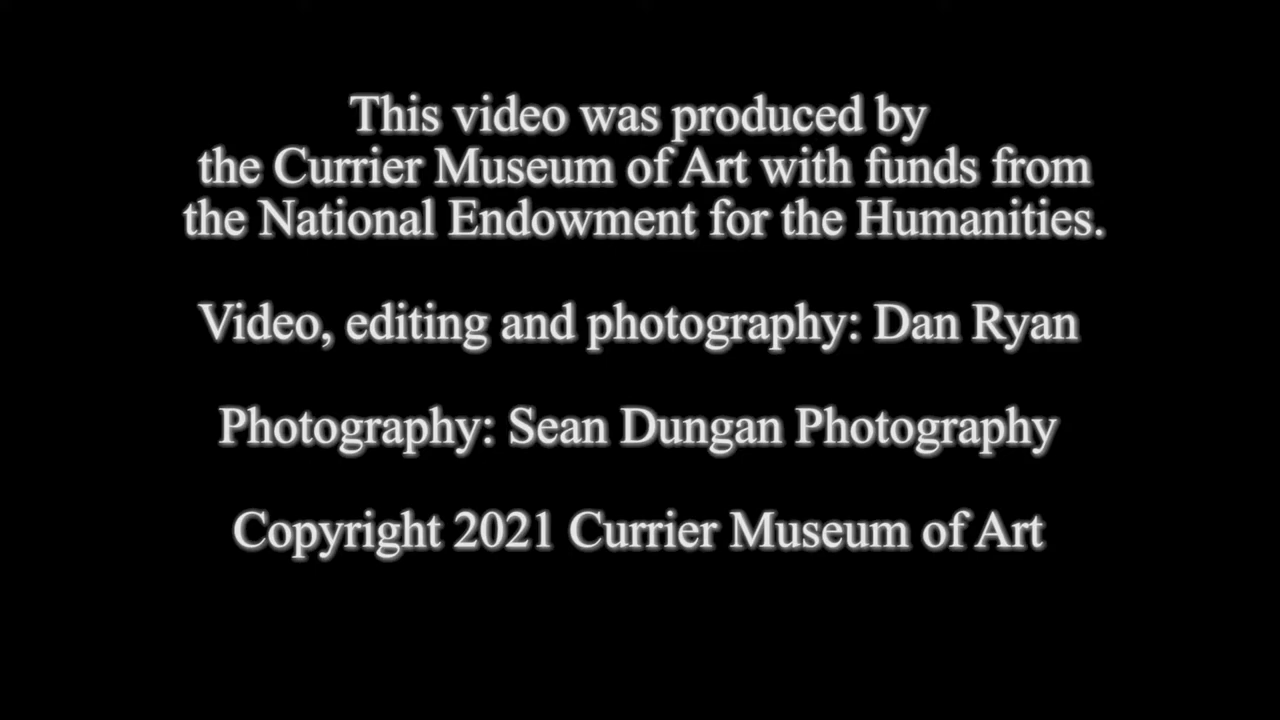 This video was produced by
the Currier Museum of Art with funds from
the National Endowment for the Humanities.
Video, editing and photography: Dan Ryan
Photography: Sean Dungan Photography
Copyright 2021 Currier Museum of Art